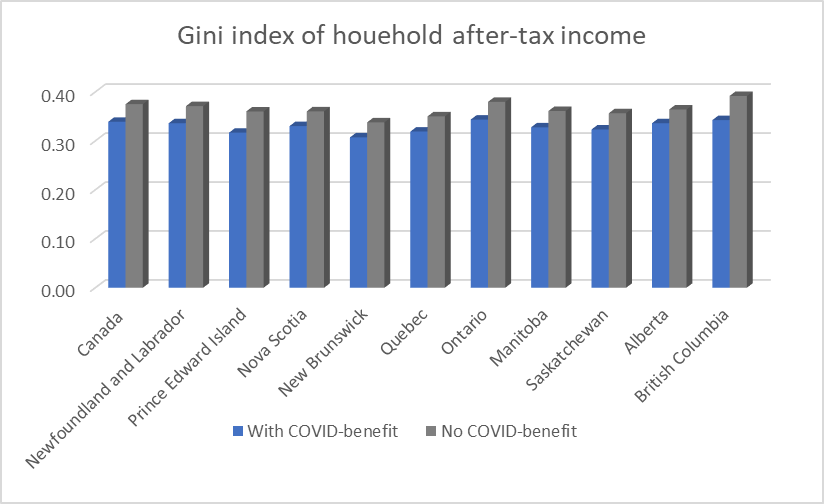 Gini index of houehold after-tax income
0.40
0.30
0.20
0.10
0.00
Canada
Newfoundland and Labrador
Prince Edward Island
Nova Scotia
New Brunswick
Quebec
Ontario
Manitoba
Saskatchewan
Alberta
British Columbia
With COVID-benefit
No COVID-benefit